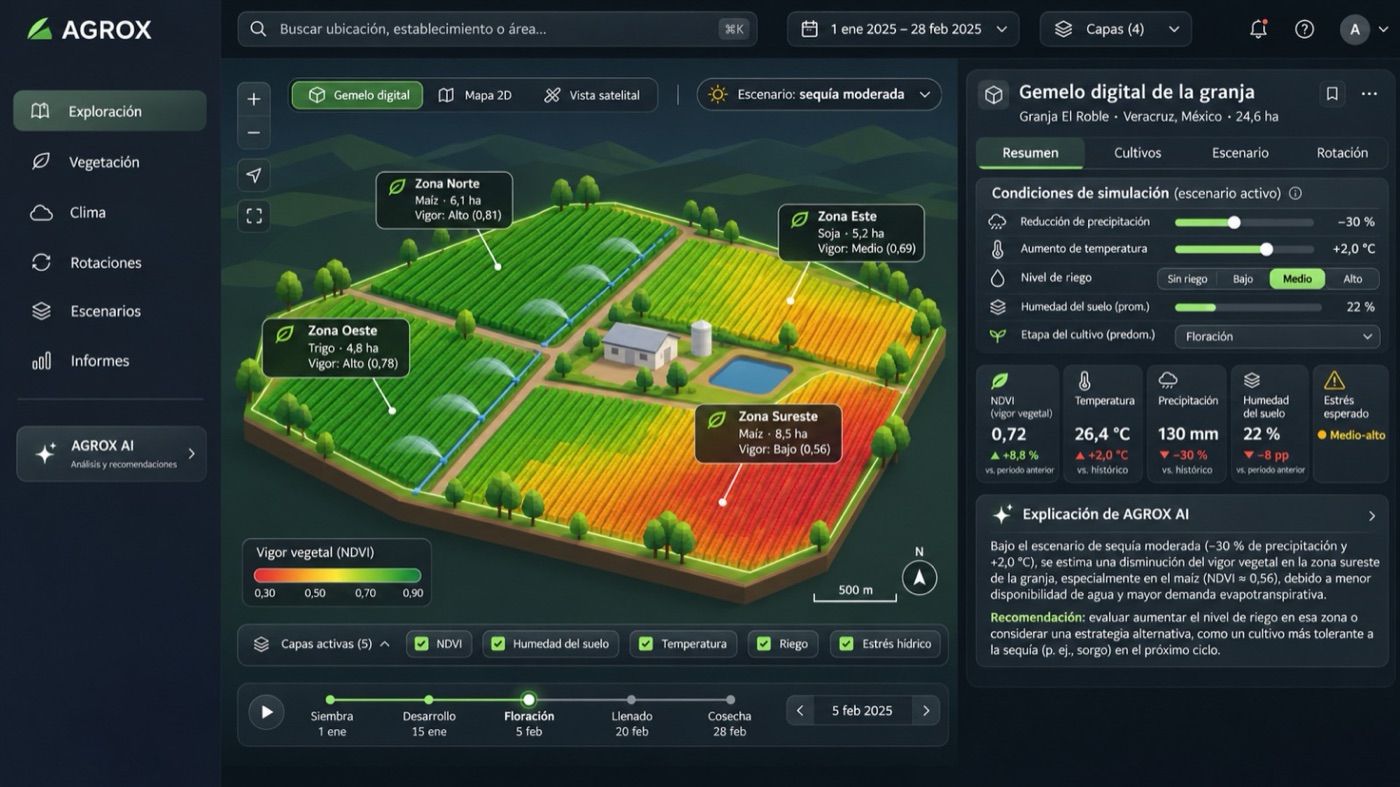 AGROX
Buscar ubicación, establecimiento o área...
⌘K
1 ene 2025 – 28 feb 2025
Capas (4)
A
Exploración
Vegetación
Clima
Rotaciones
Escenarios
Informes
AGROX AI
Análisis y recomendaciones
+
−
Gemelo digital
Mapa 2D
Vista satelital
Escenario: sequía moderada
Zona Norte
Maíz · 6,1 ha
Vigor: Alto (0,81)
Zona Este
Soja · 5,2 ha
Vigor: Medio (0,69)
Zona Oeste
Trigo · 4,8 ha
Vigor: Alto (0,78)
Zona Sureste
Maíz · 8,5 ha
Vigor: Bajo (0,56)
Vigor vegetal (NDVI)
0,30 0,50 0,70 0,90
500 m
N
Capas activas (5)
NDVI
Humedad del suelo
Temperatura
Riego
Estrés hídrico
Siembra
1 ene
Desarrollo
15 ene
Floración
5 feb
Llenado
20 feb
Cosecha
28 feb
5 feb 2025
Gemelo digital de la granja
Granja El Roble · Veracruz, México · 24,6 ha
Resumen
Cultivos
Escenario
Rotación
Condiciones de simulación (escenario activo)
Reducción de precipitación −30 %
Aumento de temperatura +2,0 °C
Nivel de riego Sin riego Bajo Medio Alto
Humedad del suelo (prom.) 22 %
Etapa del cultivo (predom.) Floración
NDVI
(vigor vegetal)
0,72
▲ +8,8 %
vs. periodo anterior
Temperatura
26,4 °C
▲ +2,0 °C
vs. histórico
Precipitación
130 mm
▼ −30 %
vs. histórico
Humedad
del suelo
22 %
▼ −8 pp
vs. periodo anterior
Estrés
esperado
Medio-alto
Explicación de AGROX AI
Bajo el escenario de sequía moderada (−30 % de precipitación y
+2,0 °C), se estima una disminución del vigor vegetal en la zona sureste
de la granja, especialmente en el maíz (NDVI ≈ 0,56), debido a menor
disponibilidad de agua y mayor demanda evapotranspirativa.
Recomendación: evaluar aumentar el nivel de riego en esa zona o
considerar una estrategia alternativa, como un cultivo más tolerante a
la sequía (p. ej., sorgo) en el próximo ciclo.